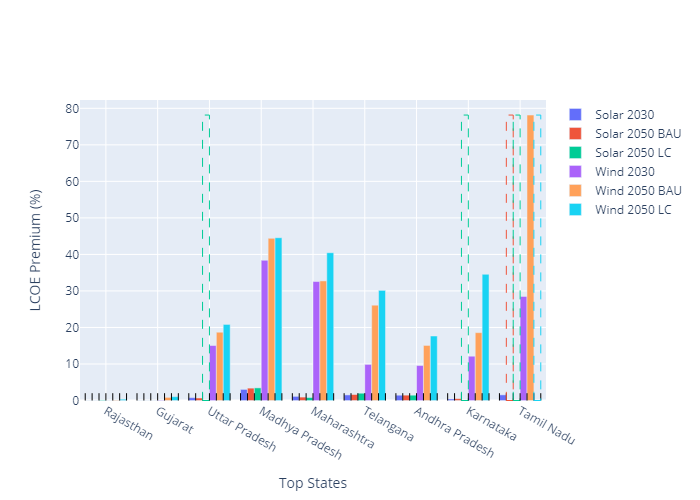 Solar 2030
Solar 2050 BAU
Solar 2050 LC
Wind 2030
Wind 2050 BAU
Wind 2050 LC
LCOE Premium (%)
80
70
60
50
40
30
20
10
0
Rajasthan
Gujarat
Uttar Pradesh
Madhya Pradesh
Maharashtra
Telangana
Andhra Pradesh
Karnataka
Tamil Nadu
Top States